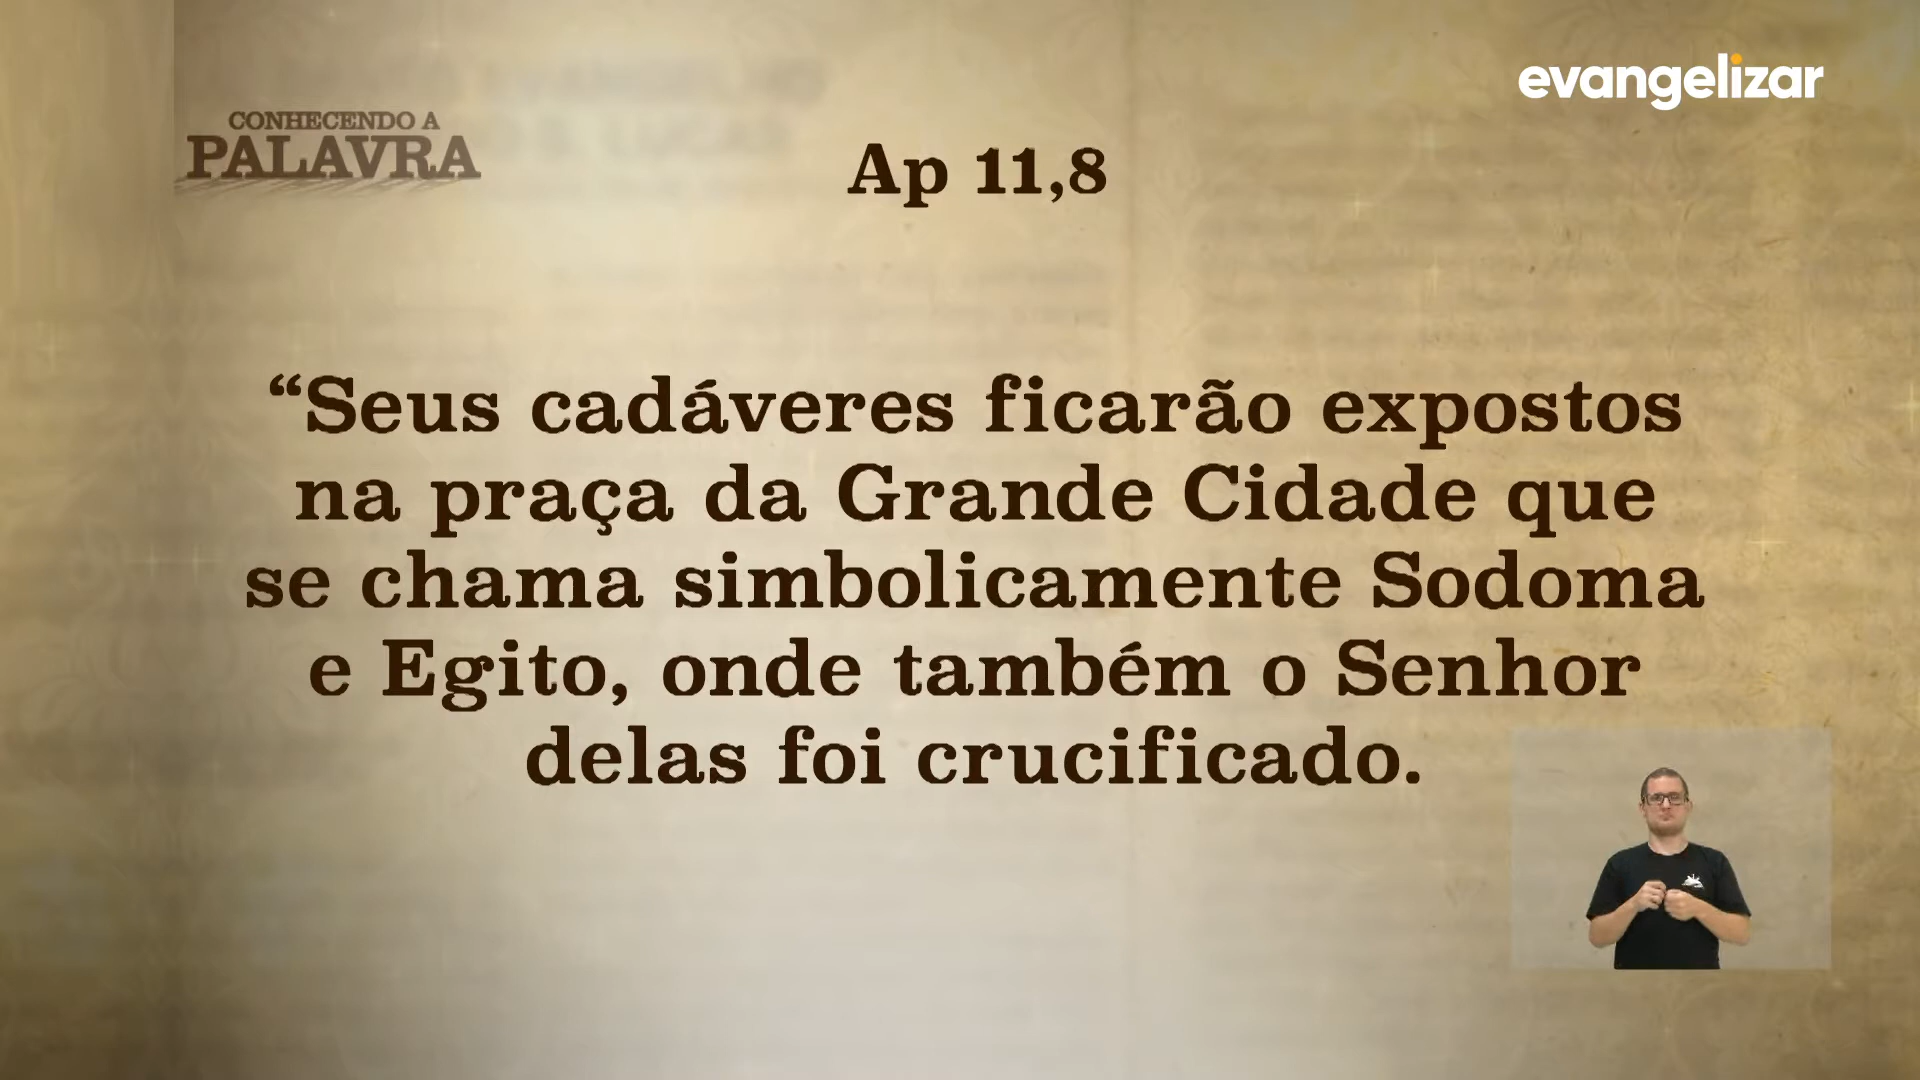 evangelizar
CONHECENDO A
PALAVRA
Ap 11,8
“Seus cadáveres ficarão expostos
na praça da Grande Cidade que
se chama simbolicamente Sodoma
e Egito, onde também o Senhor
delas foi crucificado.